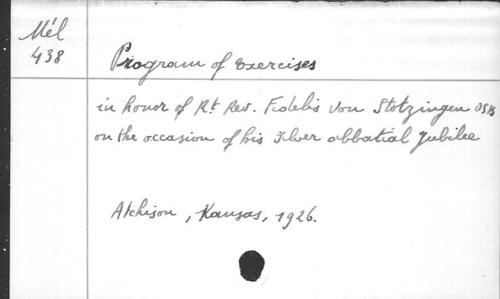 Mél
438
Program of Exercises
in honor of Rt Rev. Fidelis von Stotzingen OSB
on the occasion of his silver abbatial Jubilee
Atchison, Kansas, 1926.